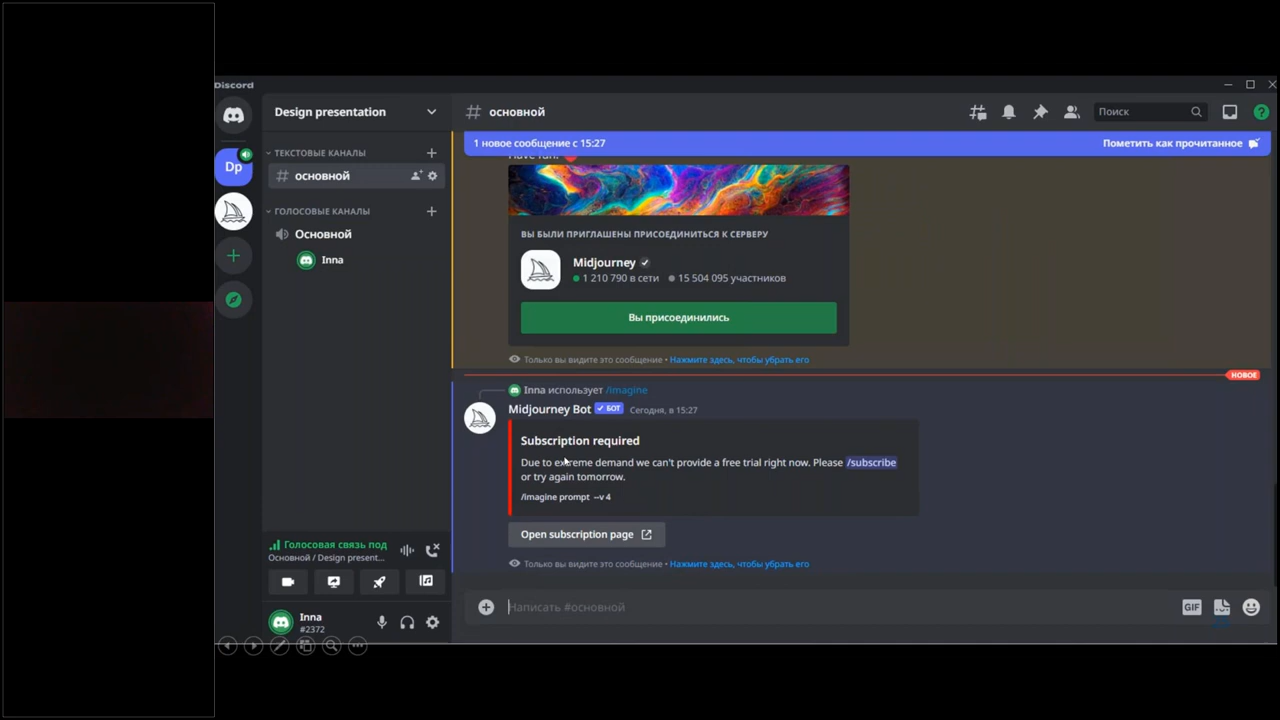 Discord
Design presentation
основной
Поиск
Dp
ТЕКСТОВЫЕ КАНАЛЫ
основной
ГОЛОСОВЫЕ КАНАЛЫ
Основной
Inna
1 новое сообщение с 15:27
Пометить как прочитанное
Have fun!
ВЫ БЫЛИ ПРИГЛАШЕНЫ ПРИСОЕДИНИТЬСЯ К СЕРВЕРУ
Midjourney
1 210 790 в сети 15 504 095 участников
Вы присоединились
Только вы видите это сообщение • Нажмите здесь, чтобы убрать его
НОВОЕ
Inna использует /imagine
Midjourney Bot БОТ Сегодня, в 15:27
Subscription required
Due to extreme demand we can't provide a free trial right now. Please /subscribe
or try again tomorrow.
/imagine prompt --v 4
Open subscription page
Только вы видите это сообщение • Нажмите здесь, чтобы убрать его
Голосовая связь под
Основной / Design present...
Inna
#2372
Написать #основной
GIF